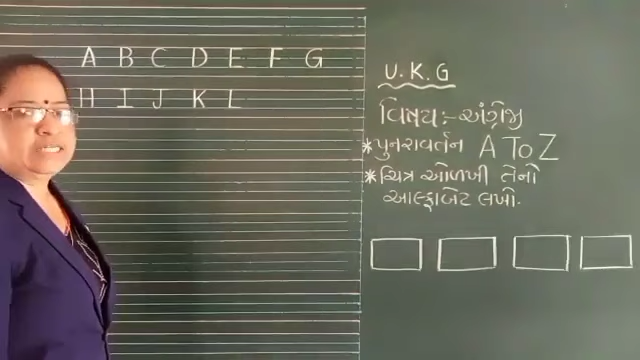 A B C D E F G
H I J K L
U.K.G
વિષય:- અંગ્રેજી
* પુનરાવર્તન A To Z
* ચિત્ર ઓળખી તેનો
આલ્ફાબેટ લખો.